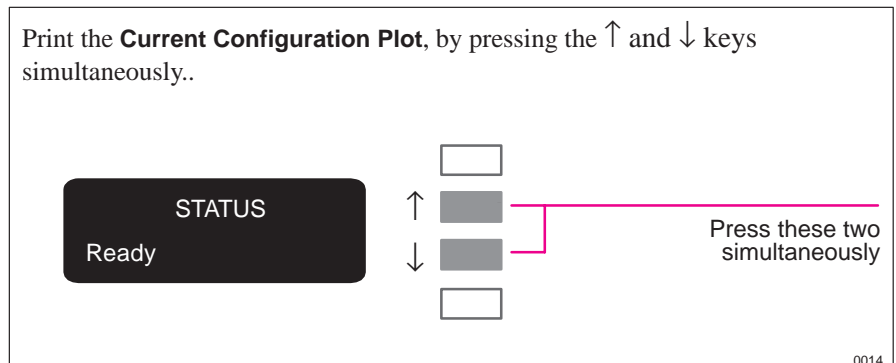 Print the Current Configuration Plot, by pressing the ↑ and ↓ keys
simultaneously..
STATUS
Ready
↑
↓
Press these two
simultaneously
0014